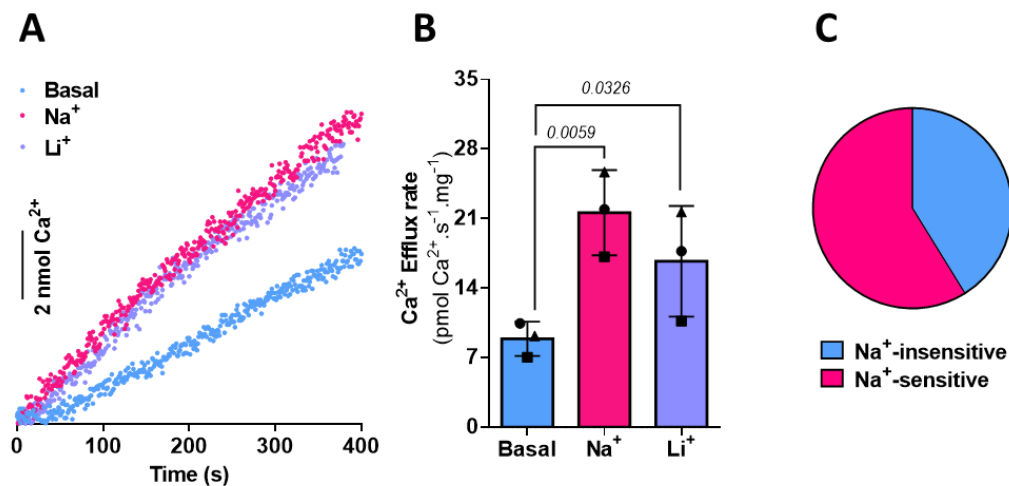 A
Basal
Na⁺
Li⁺
2 nmol Ca²⁺
0
100
200
300
400
Time (s)
B
Ca²⁺ Efflux rate
(pmol Ca²⁺.s⁻¹.mg⁻¹)
35
28
21
14
7
0
0.0326
0.0059
Basal
Na⁺
Li⁺
C
Na⁺-insensitive
Na⁺-sensitive